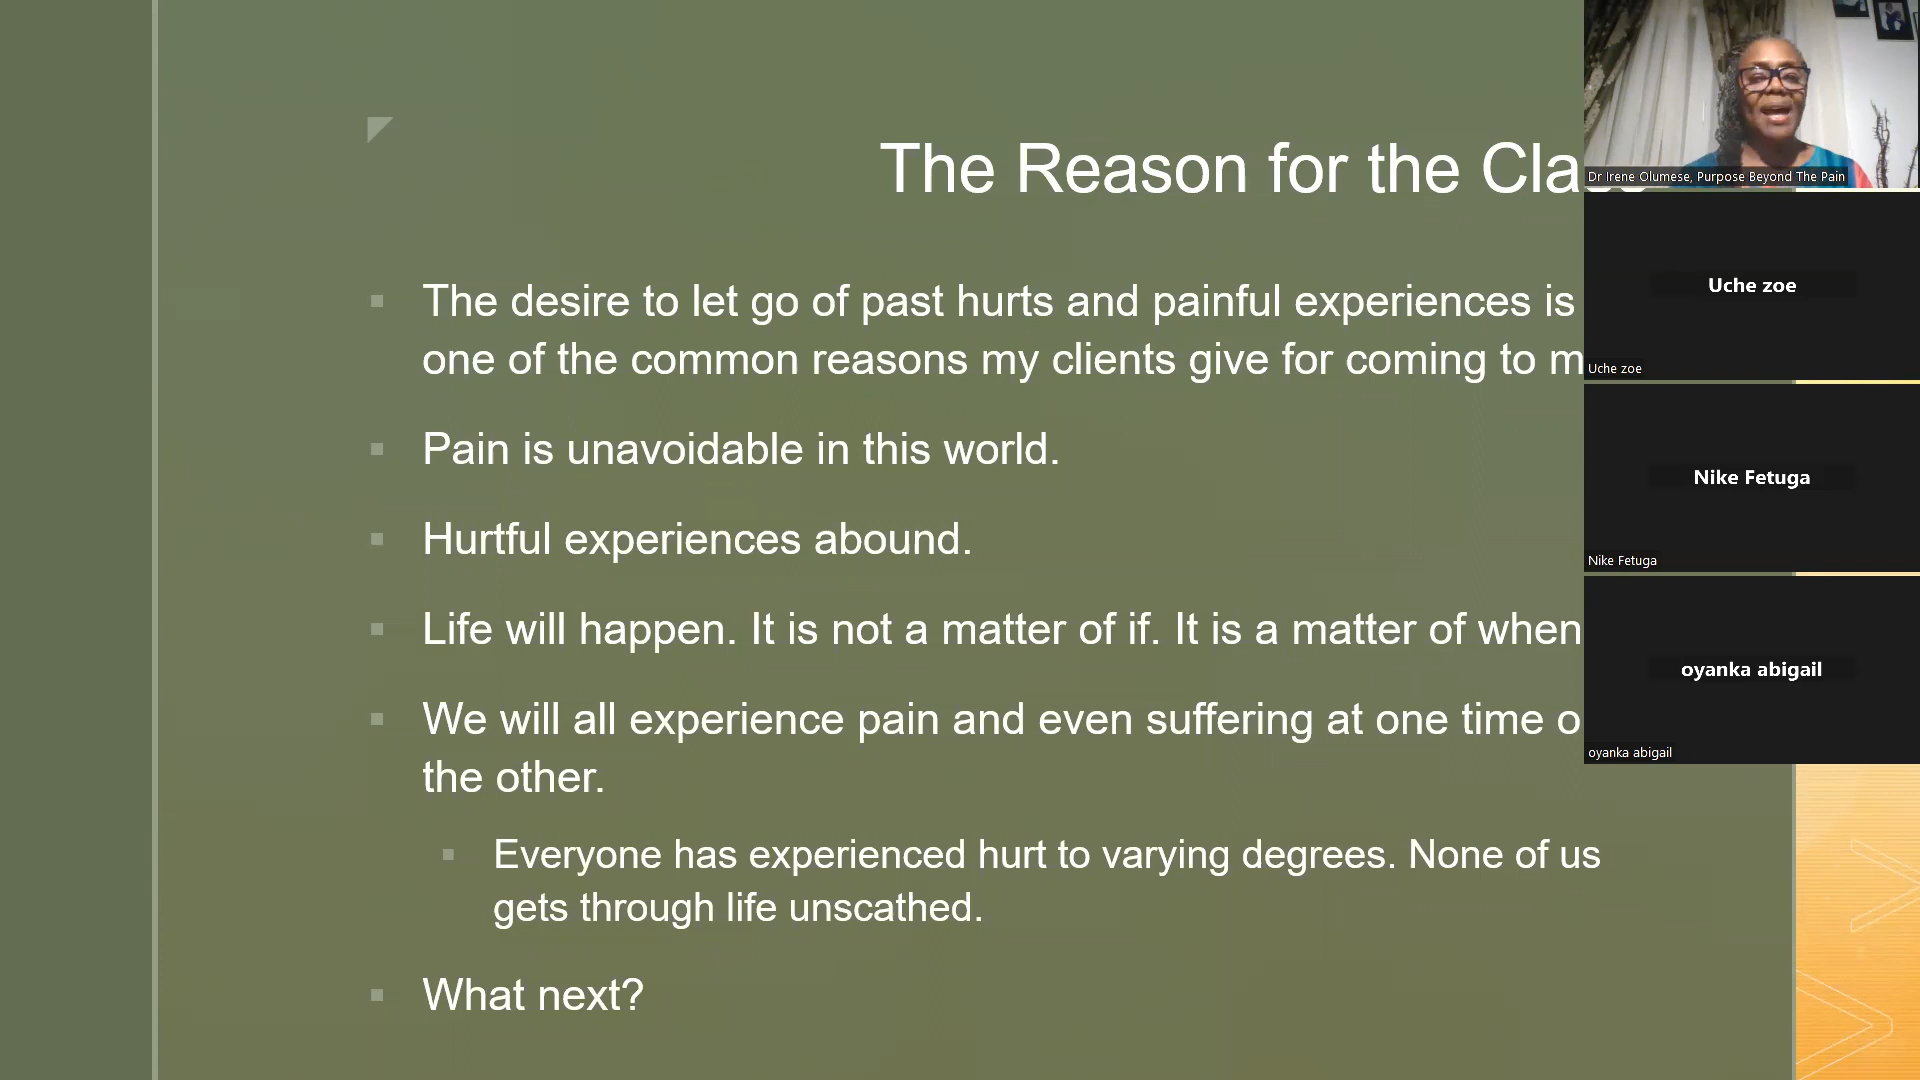 The Reason for the Cla
The desire to let go of past hurts and painful experiences is
one of the common reasons my clients give for coming to m
Pain is unavoidable in this world.
Hurtful experiences abound.
Life will happen. It is not a matter of if. It is a matter of when
We will all experience pain and even suffering at one time o
the other.
Everyone has experienced hurt to varying degrees. None of us
gets through life unscathed.
What next?
Dr Irene Olumese, Purpose Beyond The Pain
Uche zoe
Uche zoe
Nike Fetuga
Nike Fetuga
oyanka abigail
oyanka abigail